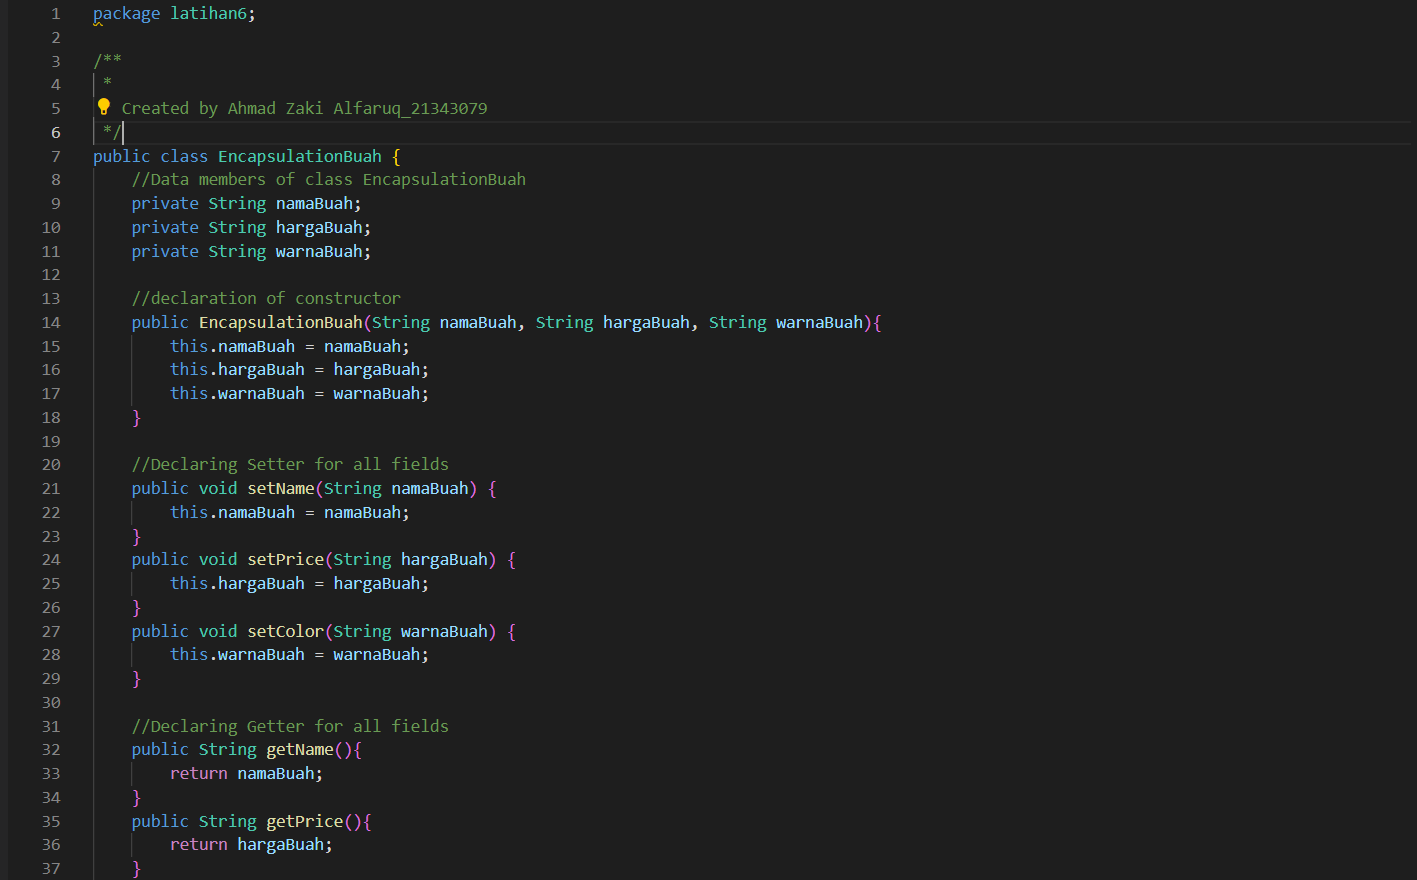 1 package latihan6;
2
3 /**
4 *
5 Created by Ahmad Zaki Alfaruq_21343079
6 */
7 public class EncapsulationBuah {
8 //Data members of class EncapsulationBuah
9 private String namaBuah;
10 private String hargaBuah;
11 private String warnaBuah;
12
13 //declaration of constructor
14 public EncapsulationBuah(String namaBuah, String hargaBuah, String warnaBuah){
15 this.namaBuah = namaBuah;
16 this.hargaBuah = hargaBuah;
17 this.warnaBuah = warnaBuah;
18 }
19
20 //Declaring Setter for all fields
21 public void setName(String namaBuah) {
22 this.namaBuah = namaBuah;
23 }
24 public void setPrice(String hargaBuah) {
25 this.hargaBuah = hargaBuah;
26 }
27 public void setColor(String warnaBuah) {
28 this.warnaBuah = warnaBuah;
29 }
30
31 //Declaring Getter for all fields
32 public String getName(){
33 return namaBuah;
34 }
35 public String getPrice(){
36 return hargaBuah;
37 }